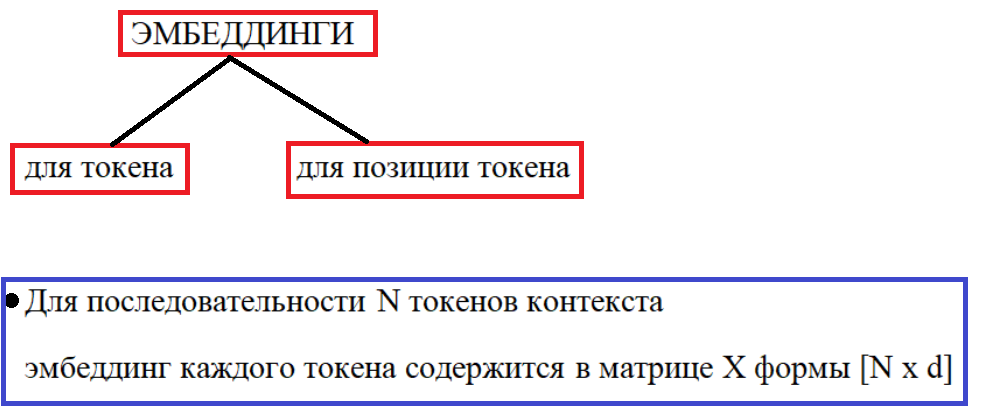 ЭМБЕДДИНГИ
для токена
для позиции токена
Для последовательности N токенов контекста
эмбеддинг каждого токена содержится в матрице X формы [N x d]